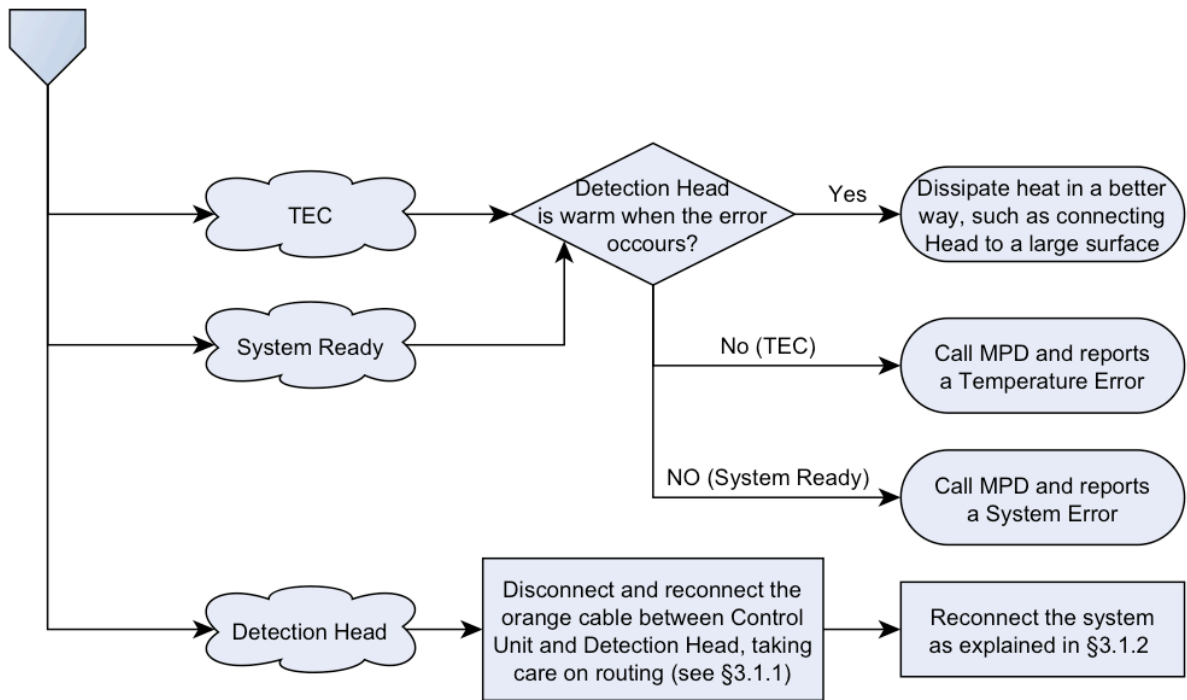 TEC
Detection Head
is warm when the error
occours?
Yes
Dissipate heat in a better
way, such as connecting
Head to a large surface
System Ready
No (TEC)
Call MPD and reports
a Temperature Error
NO (System Ready)
Call MPD and reports
a System Error
Detection Head
Disconnect and reconnect the
orange cable between Control
Unit and Detection Head, taking
care on routing (see §3.1.1)
Reconnect the system
as explained in §3.1.2